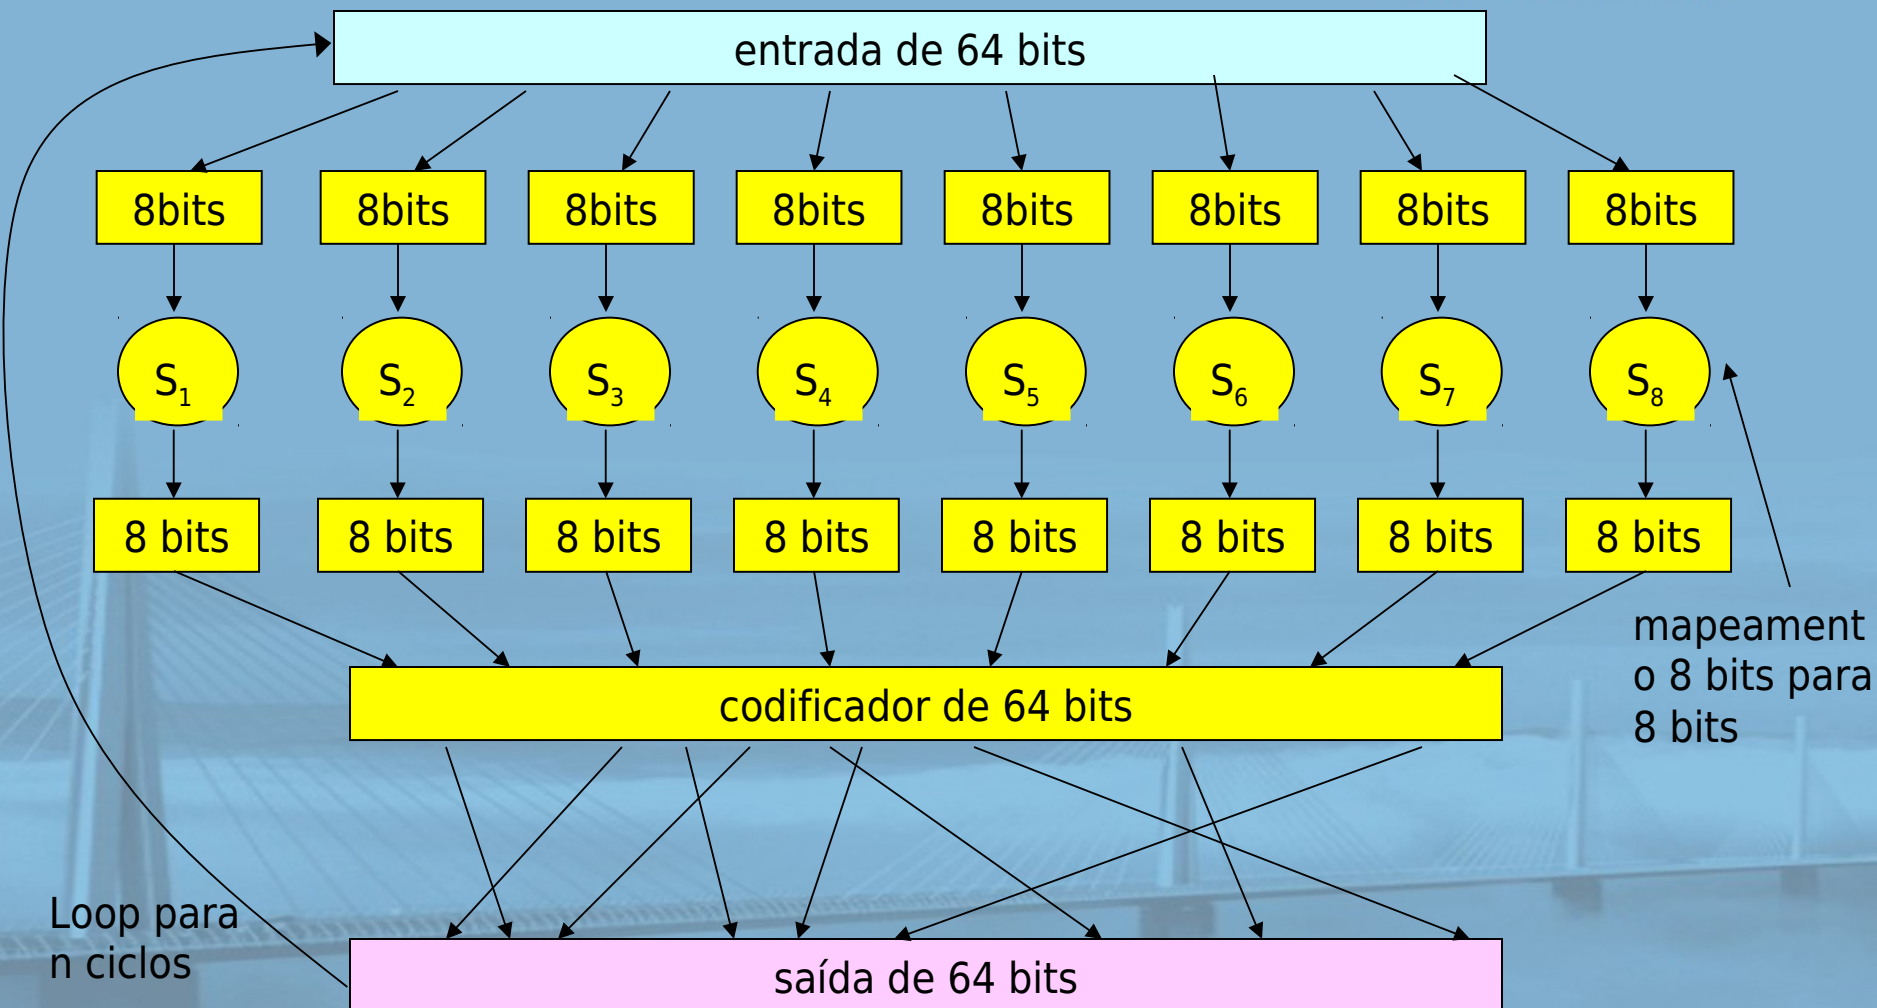 entrada de 64 bits
8bits 8bits 8bits 8bits 8bits 8bits 8bits 8bits
S1 S2 S3 S4 S5 S6 S7 S8
8 bits 8 bits 8 bits 8 bits 8 bits 8 bits 8 bits 8 bits
mapeament
o 8 bits para
8 bits
codificador de 64 bits
Loop para
n ciclos
saída de 64 bits